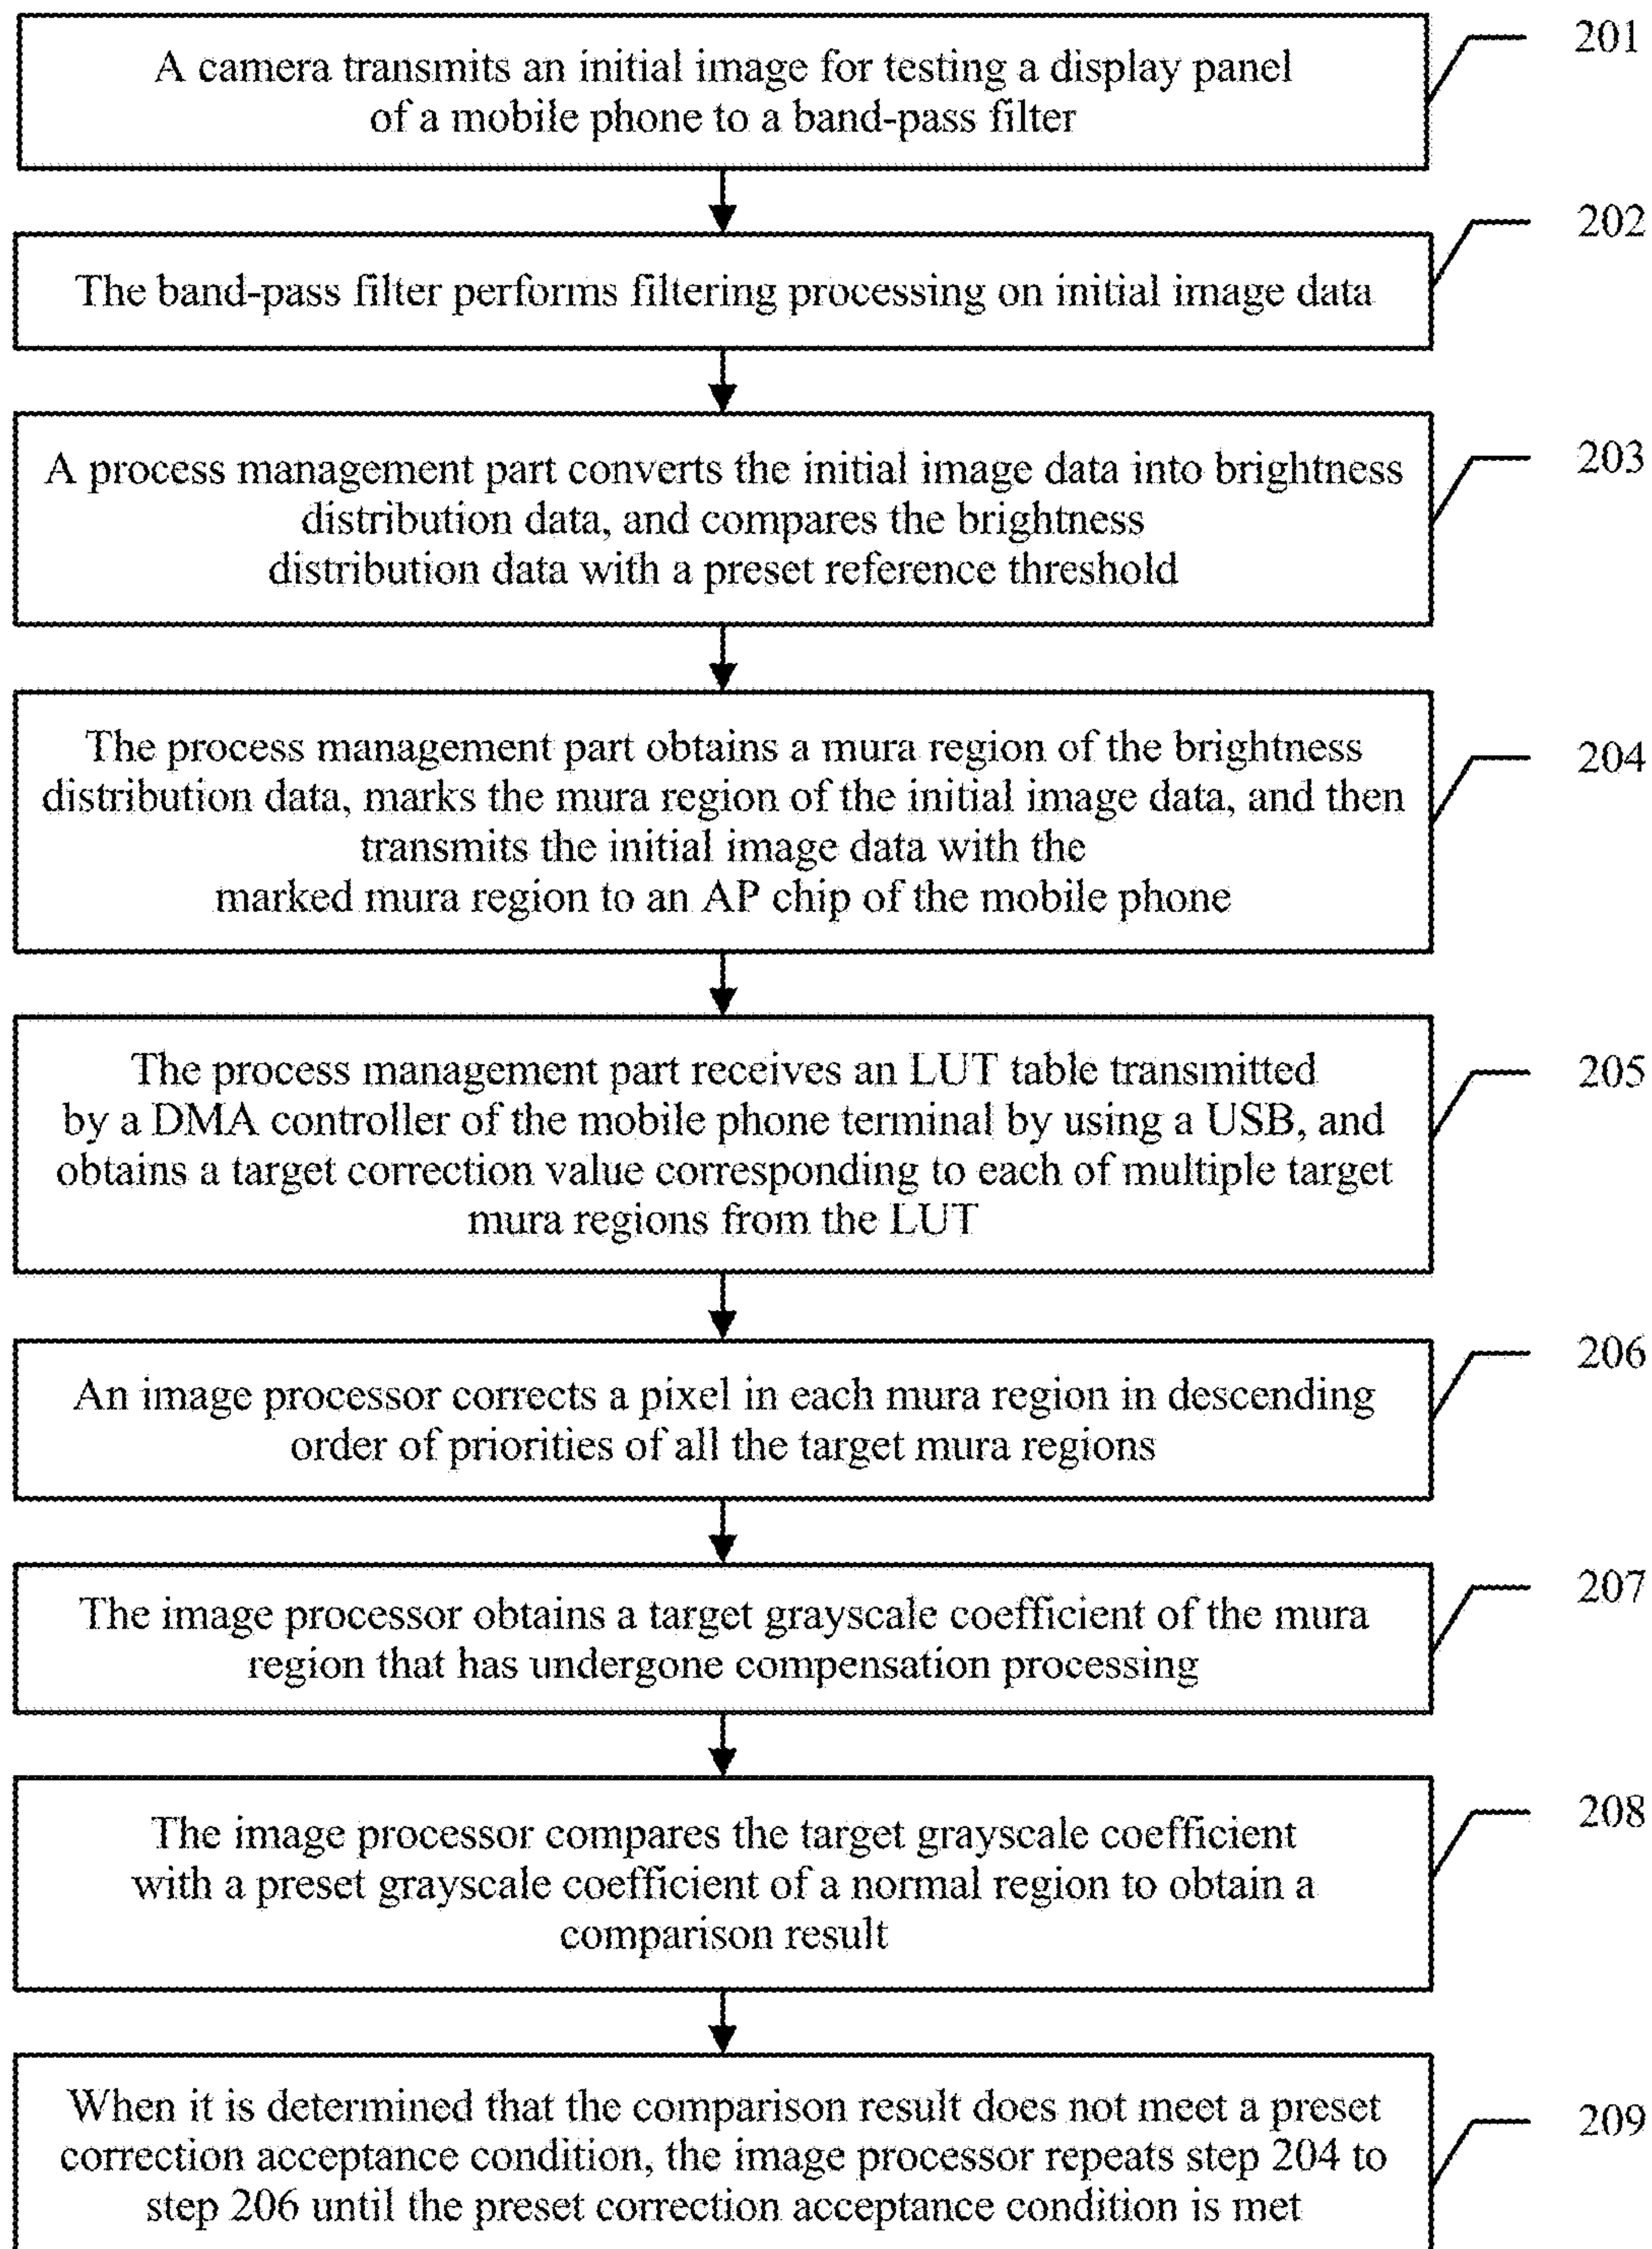 A camera transmits an initial image for testing a display panel
of a mobile phone to a band-pass filter
201
The band-pass filter performs filtering processing on initial image data
202
A process management part converts the initial image data into brightness
distribution data, and compares the brightness
distribution data with a preset reference threshold
203
The process management part obtains a mura region of the brightness
distribution data, marks the mura region of the initial image data, and then
transmits the initial image data with the
marked mura region to an AP chip of the mobile phone
204
The process management part receives an LUT table transmitted
by a DMA controller of the mobile phone terminal by using a USB, and
obtains a target correction value corresponding to each of multiple target
mura regions from the LUT
205
An image processor corrects a pixel in each mura region in descending
order of priorities of all the target mura regions
206
The image processor obtains a target grayscale coefficient of the mura
region that has undergone compensation processing
207
The image processor compares the target grayscale coefficient
with a preset grayscale coefficient of a normal region to obtain a
comparison result
208
When it is determined that the comparison result does not meet a preset
correction acceptance condition, the image processor repeats step 204 to
step 206 until the preset correction acceptance condition is met
209